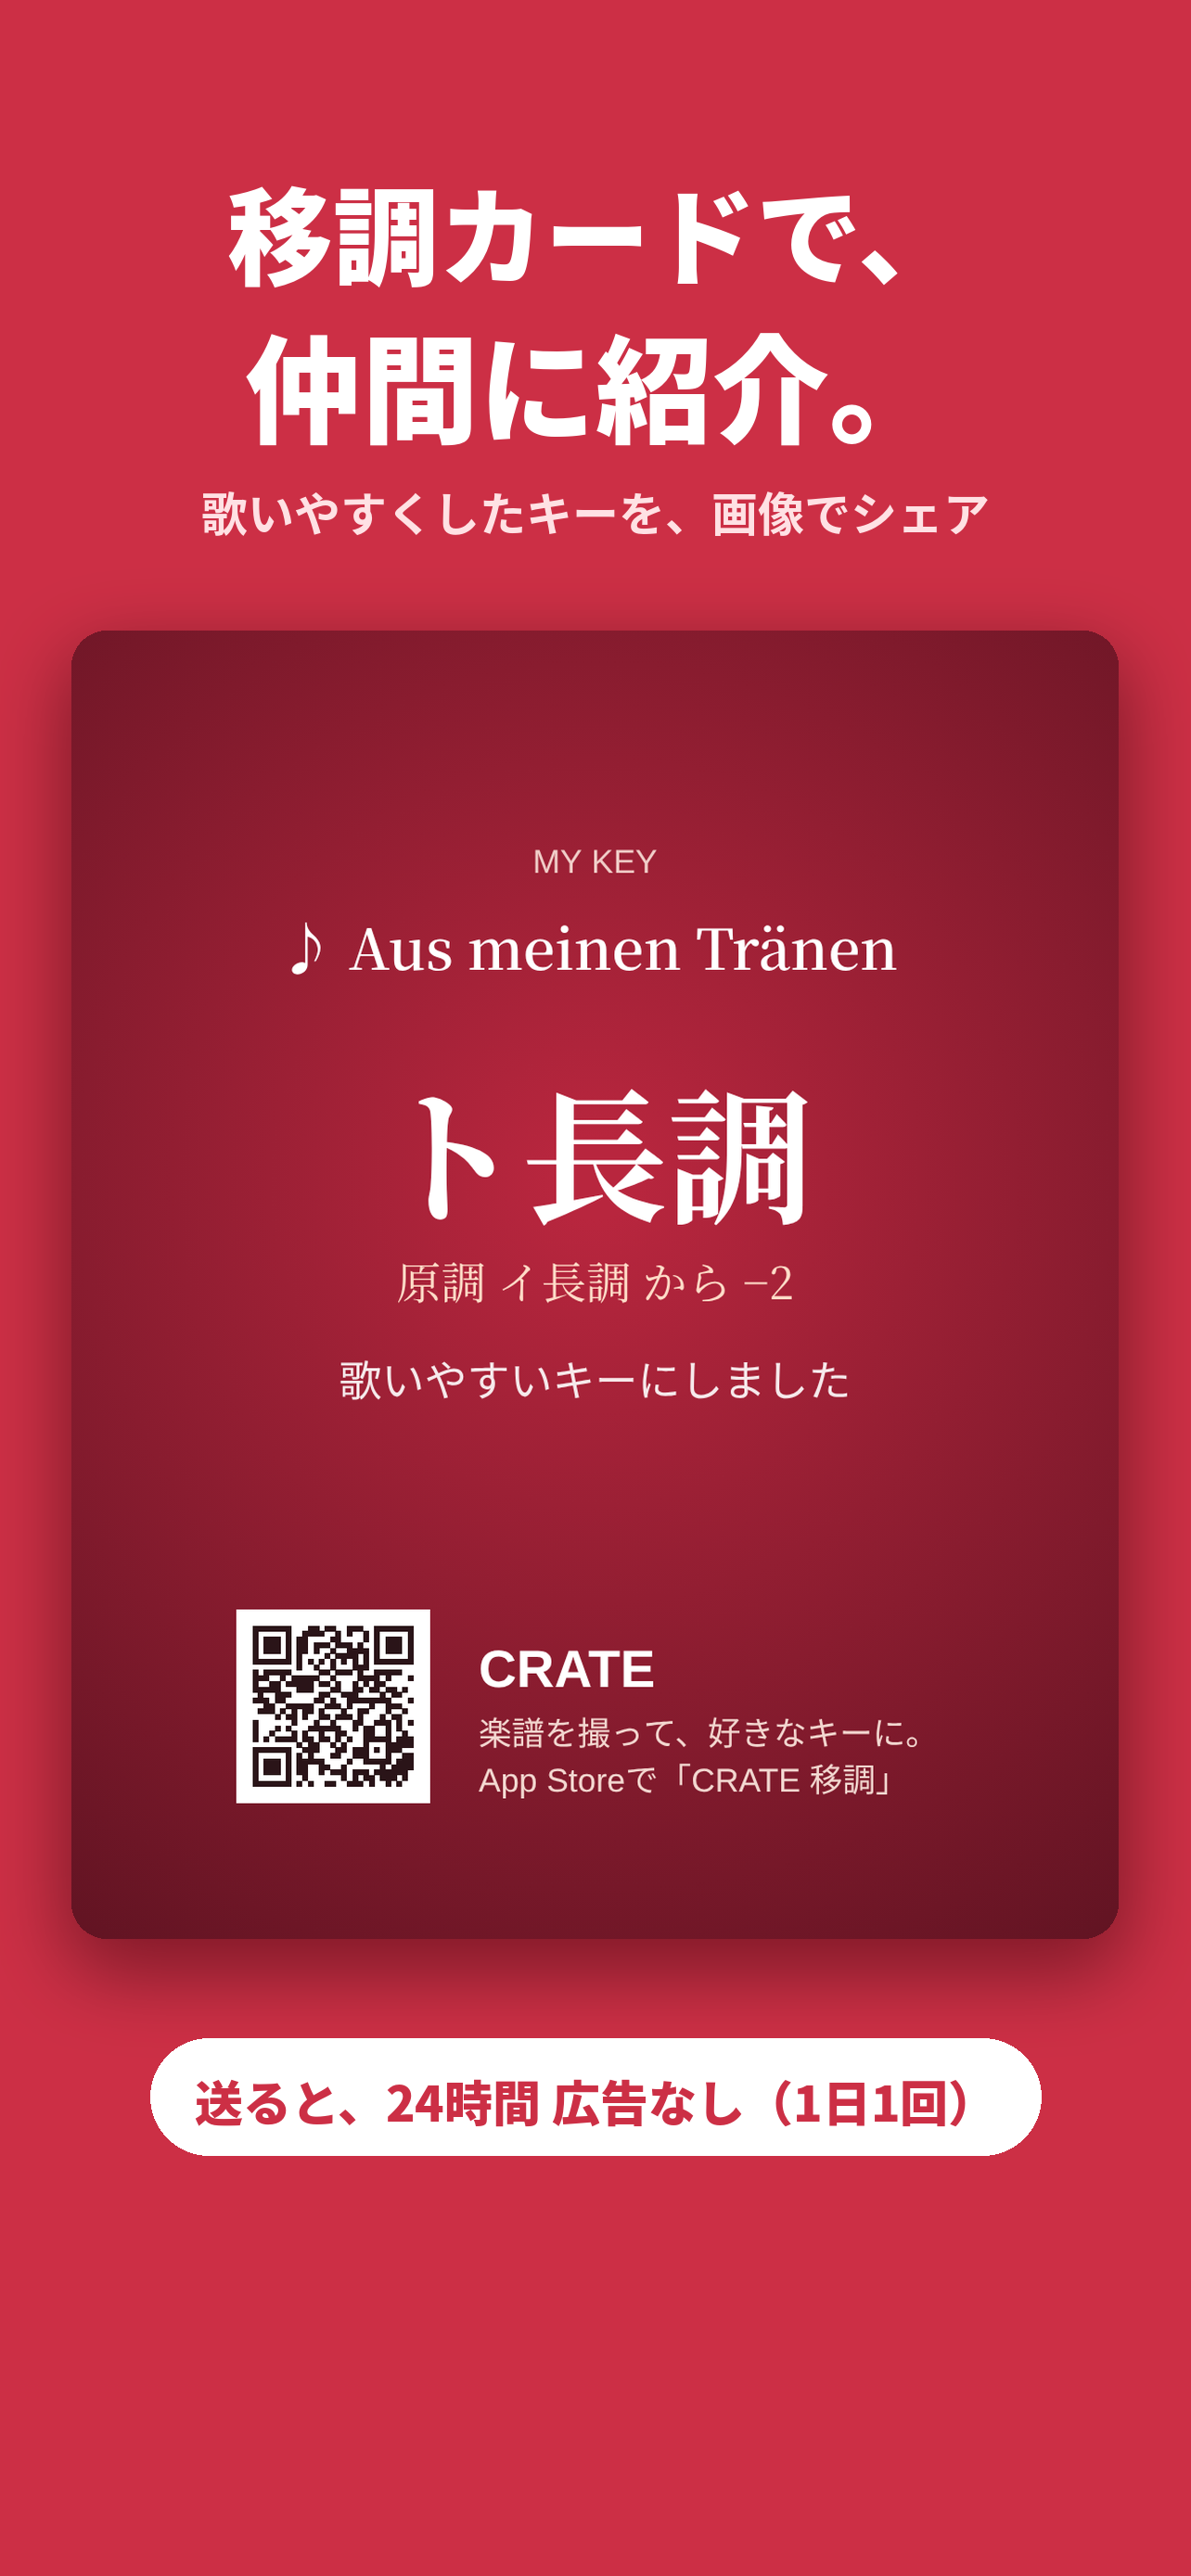 移調カードで、
仲間に紹介。
歌いやすくしたキーを、画像でシェア
MY KEY
♪ Aus meinen Tränen
ト長調
原調 イ長調 から −2
歌いやすいキーにしました
CRATE
楽譜を撮って、好きなキーに。
App Storeで「CRATE 移調」
送ると、24時間 広告なし（1日1回）